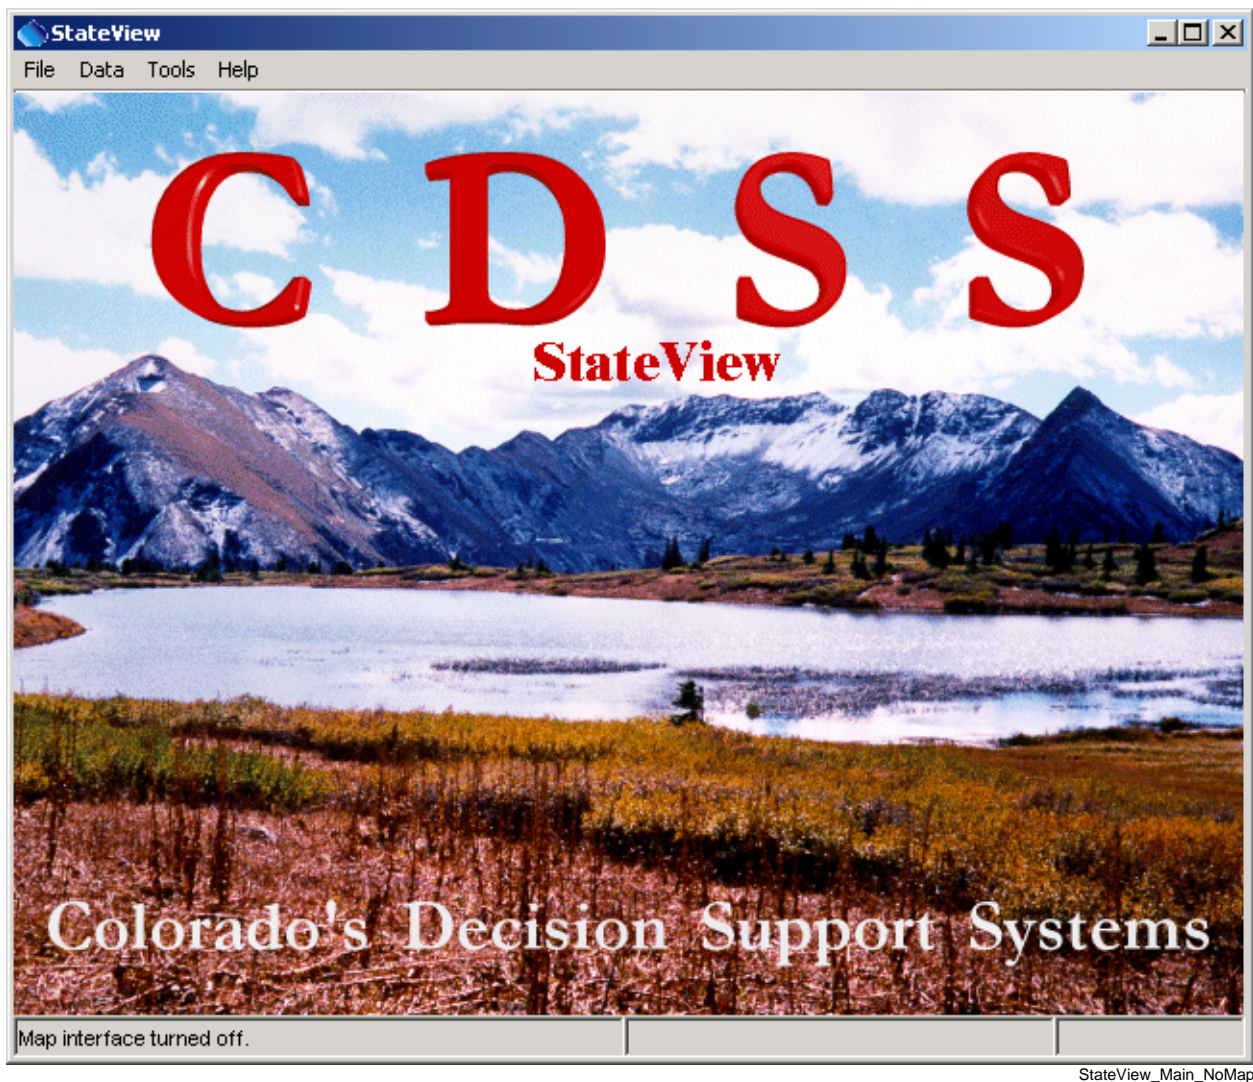 StateView
File Data Tools Help
C D S S
StateView
Colorado's Decision Support Systems
Map interface turned off.
StateView_Main_NoMap